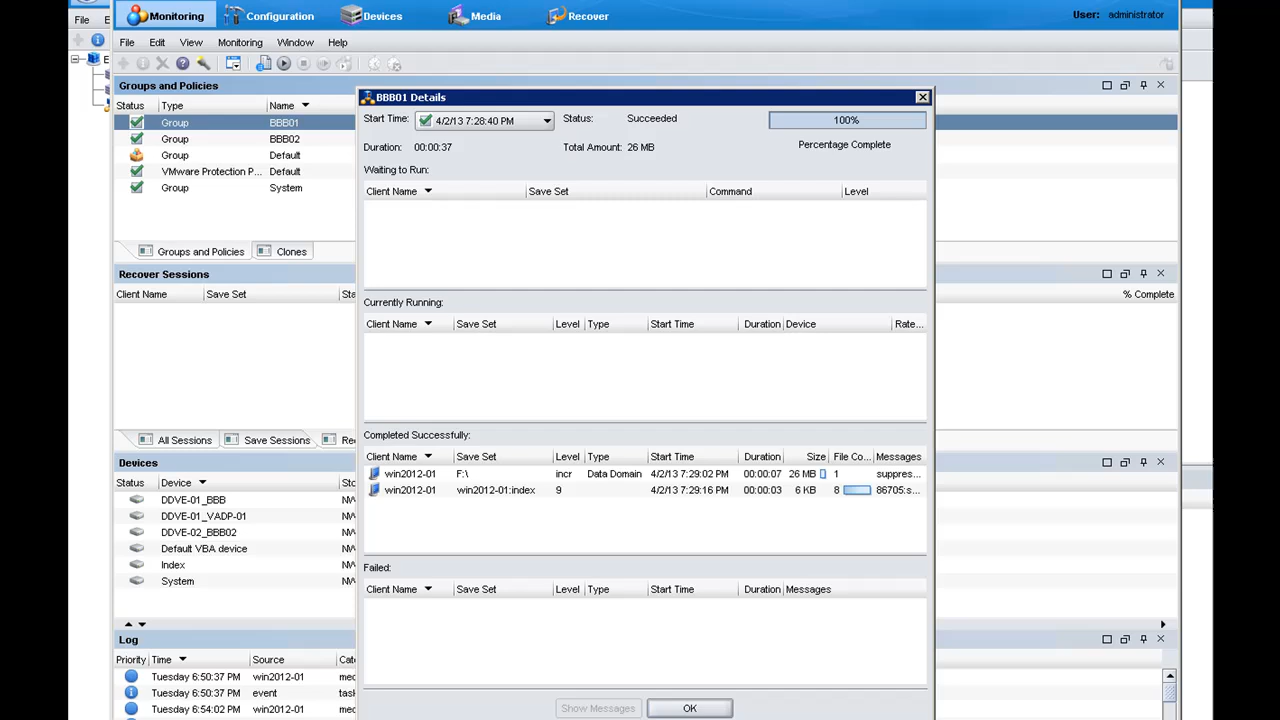 Monitoring Configuration Devices Media Recover User: administrator
File E
File Edit View Monitoring Window Help
Groups and Policies
Status Type Name
Group BBB01
Group BBB02
Group Default
VMware Protection P... Default
Group System
Groups and Policies Clones
Recover Sessions
Client Name Save Set Sta % Complete
All Sessions Save Sessions Rec
Devices
Status Device Vo
DDVE-01_BBB
DDVE-01_VADP-01
DDVE-02_BBB02
Default VBA device
Index
System
Log
Priority Time Source Cate
Tuesday 6:50:37 PM win2012-01 med
Tuesday 6:50:37 PM event task
Tuesday 6:54:02 PM win2012-01 med
BBB01 Details
Start Time: 4/2/13 7:28:40 PM Status: Succeeded 100%
Duration: 00:00:37 Total Amount: 26 MB Percentage Complete
Waiting to Run:
Client Name Save Set Command Level
Currently Running:
Client Name Save Set Level Type Start Time Duration Device Rate...
Completed Successfully:
Client Name Save Set Level Type Start Time Duration Size File Co... Messages
win2012-01 F:\ incr Data Domain 4/2/13 7:29:02 PM 00:00:07 26 MB 1 suppres...
win2012-01 win2012-01:index 9 4/2/13 7:29:16 PM 00:00:03 6 KB 8 86705:s...
Failed:
Client Name Save Set Level Type Start Time Duration Messages
Show Messages OK